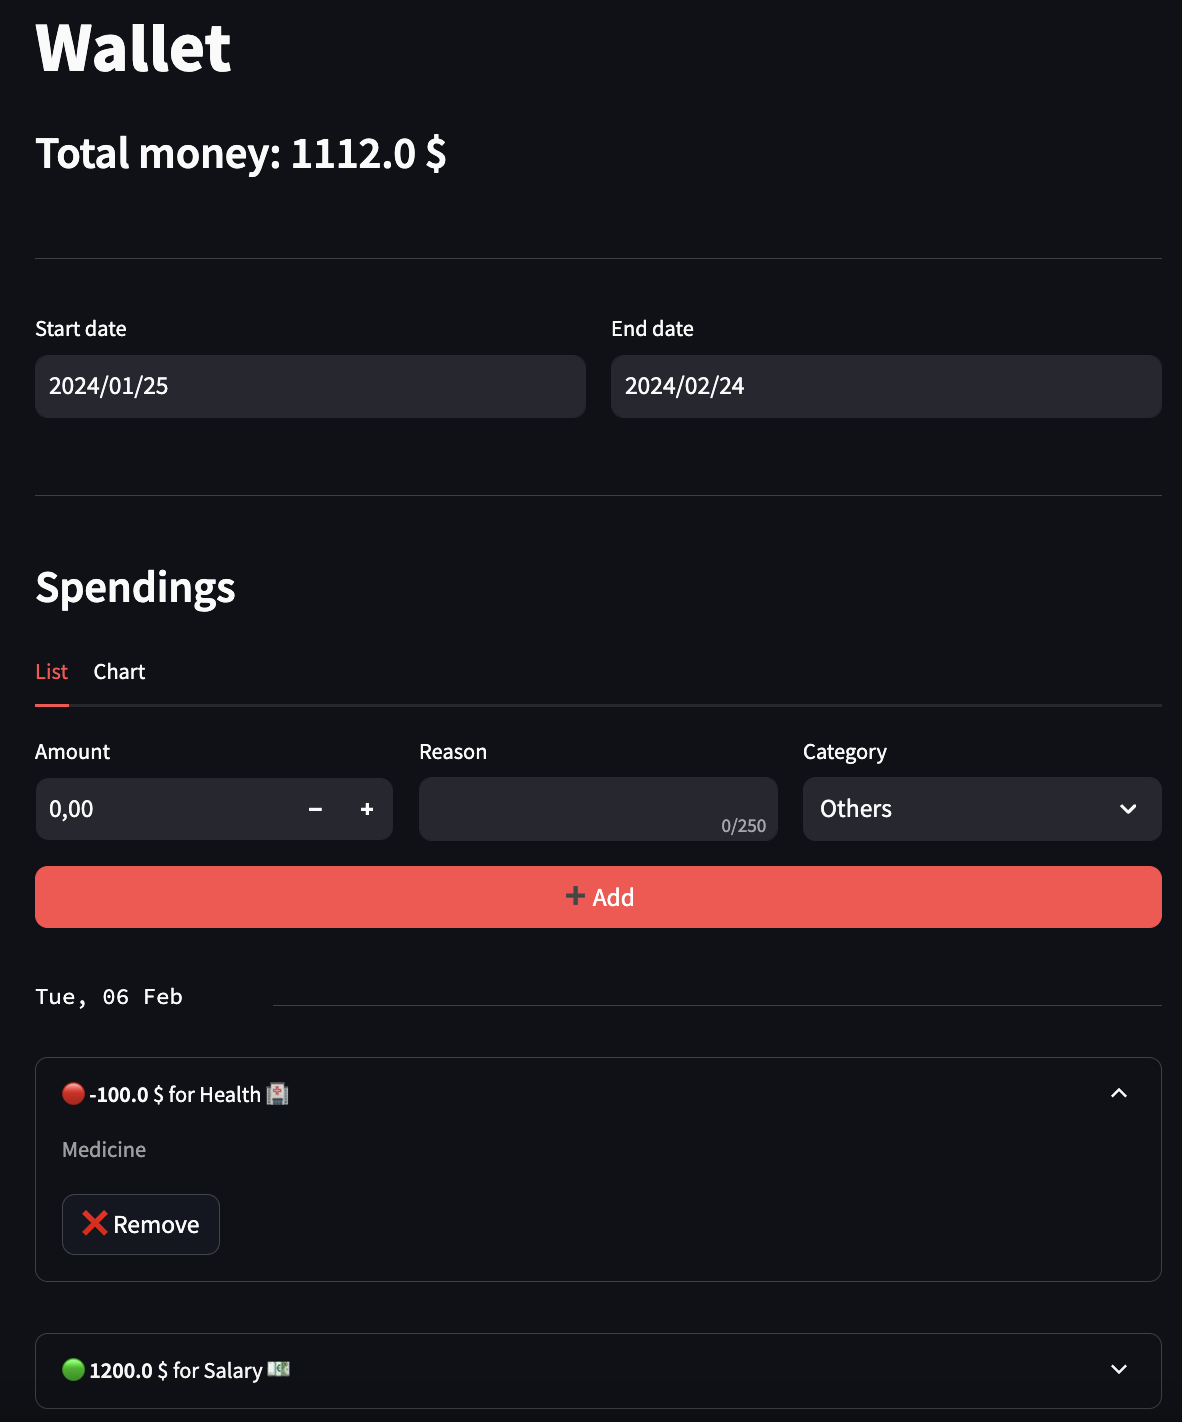 Wallet
Total money: 1112.0 $
Start date
End date
2024/01/25
2024/02/24
Spendings
List Chart
Amount
Reason
Category
0,00
0/250
Others
Add
Tue, 06 Feb
-100.0 $ for Health
Medicine
Remove
1200.0 $ for Salary